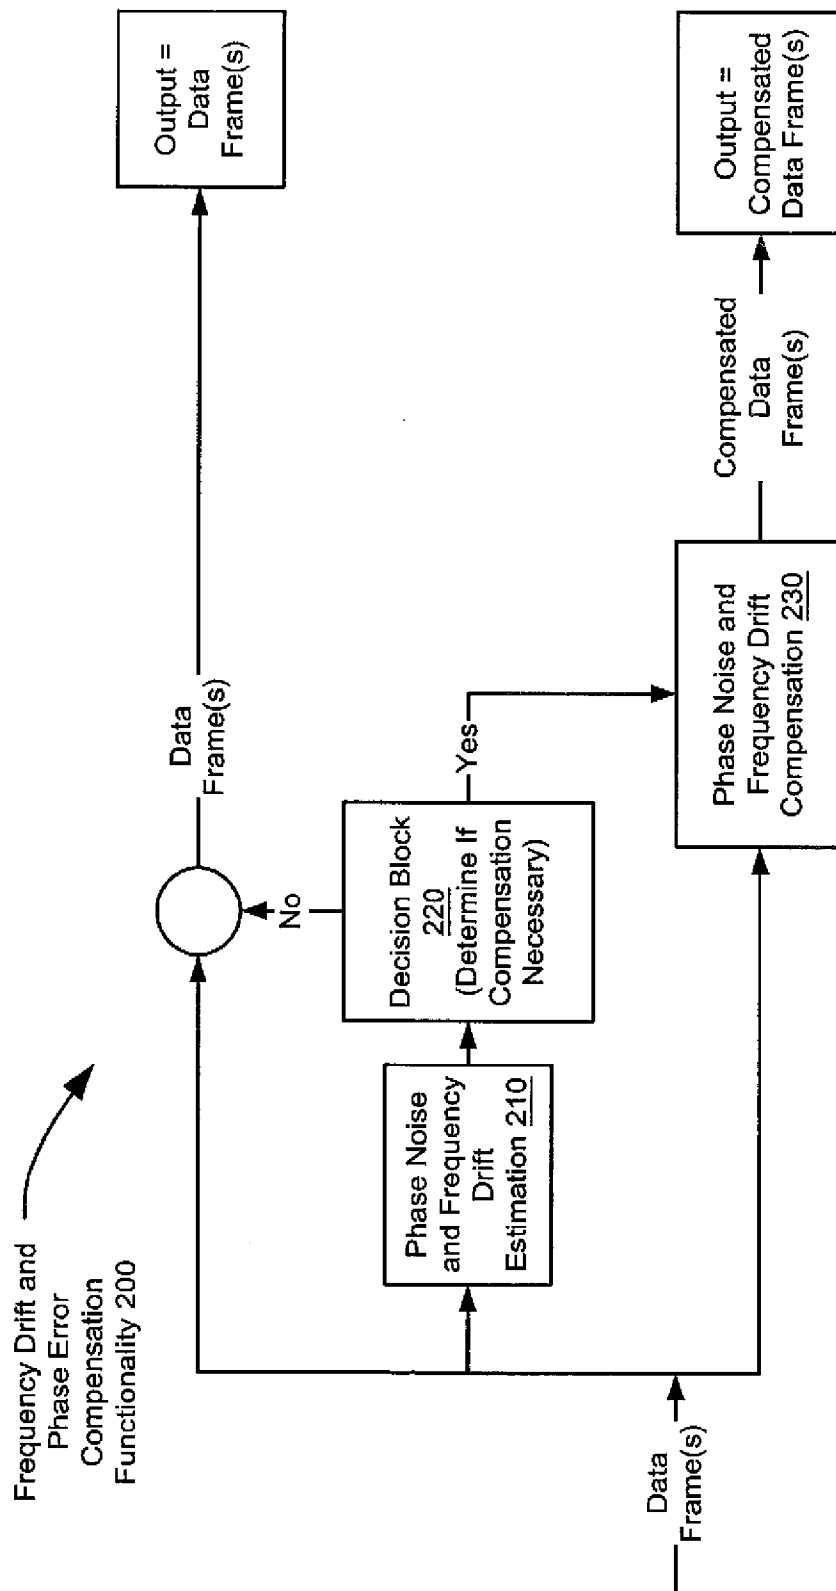 Frequency Drift and
Phase Error
Compensation
Functionality 200
Data
Frame(s)
Phase Noise
and Frequency
Drift
Estimation 210
Decision Block
220
(Determine If
Compensation
Necessary)
No
Yes
Data
Frame(s)
Output =
Data
Frame(s)
Phase Noise and
Frequency Drift
Compensation 230
Compensated
Data
Frame(s)
Output =
Compensated
Data Frame(s)